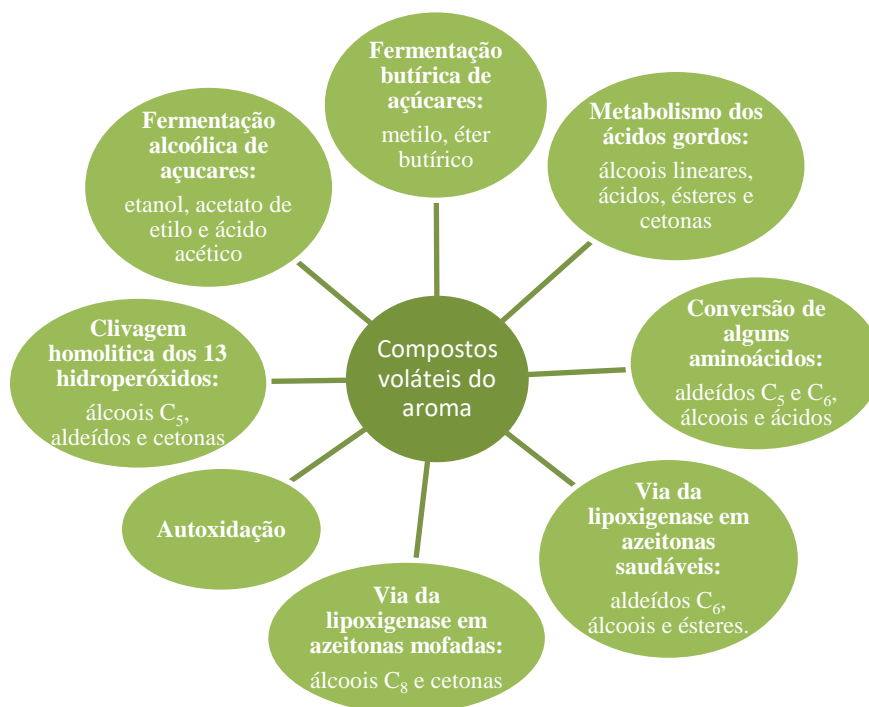 Fermentação
butírica de
açúcares:
metilo, éter
butírico
Metabolismo dos
ácidos gordos:
álcoois lineares,
ácidos, ésteres e
cetonas
Conversão de
alguns
aminoácidos:
aldeídos C₅ e C₆,
álcoois e ácidos
Via da
lipoxigenase em
azeitonas
saudáveis:
aldeídos C₆,
álcoois e ésteres.
Via da
lipoxigenase em
azeitonas mofadas:
álcoois C₈ e cetonas
Autoxidação
Clivagem
homolitica dos 13
hidroperóxidos:
álcoois C₅,
aldeídos e cetonas
Fermentação
alcoólica de
açucares:
etanol, acetato de
etilo e ácido
acético
Compostos
voláteis do
aroma